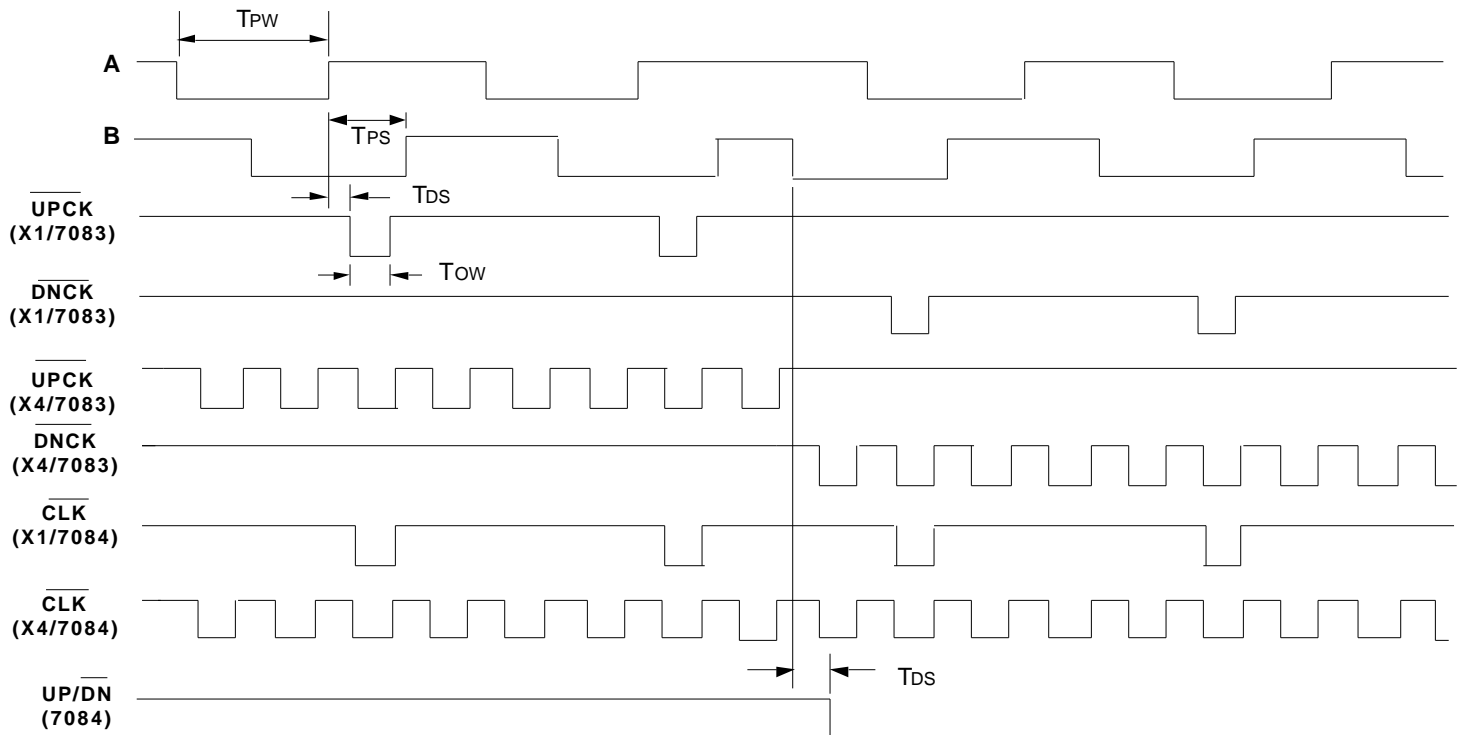 TPW
A
B
TPS
TDS
UPCK
(X1/7083)
TOW
DNCK
(X1/7083)
UPCK
(X4/7083)
DNCK
(X4/7083)
CLK
(X1/7084)
CLK
(X4/7084)
TDS
UP/DN
(7084)